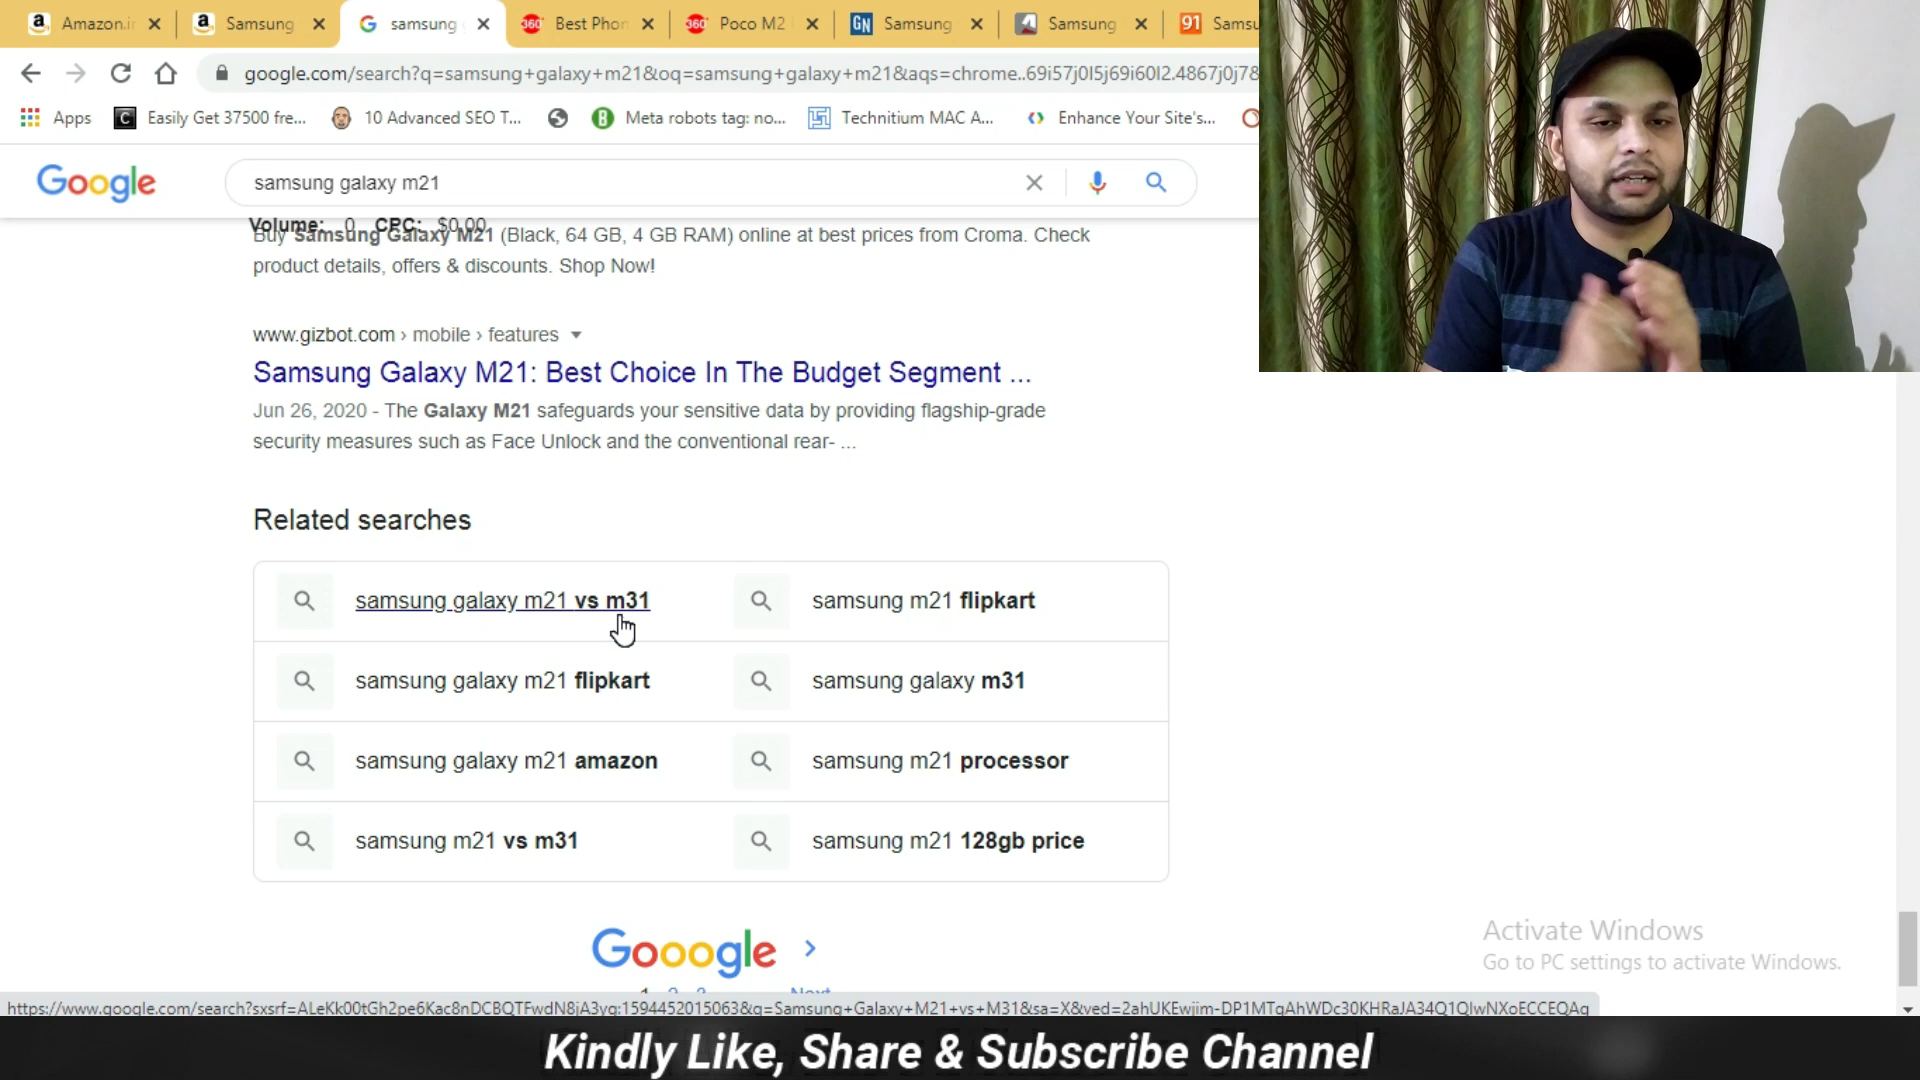 Amazon.in
Samsung
samsung
Best Phon
Poco M2
Samsung
Samsung
Samsu
google.com/search?q=samsung+galaxy+m21&oq=samsung+galaxy+m21&aqs=chrome..69i57j0l5j69i60l2.4867j0j78
Apps
Easily Get 37500 fre...
10 Advanced SEO T...
Meta robots tag: no...
Technitium MAC A...
Enhance Your Site's...
Google
samsung galaxy m21
Volume: 0 CPC: $0.00
Buy Samsung Galaxy M21 (Black, 64 GB, 4 GB RAM) online at best prices from Croma. Check
product details, offers & discounts. Shop Now!
www.gizbot.com › mobile › features
Samsung Galaxy M21: Best Choice In The Budget Segment ...
Jun 26, 2020 - The Galaxy M21 safeguards your sensitive data by providing flagship-grade
security measures such as Face Unlock and the conventional rear- ...
Related searches
samsung galaxy m21 vs m31
samsung m21 flipkart
samsung galaxy m21 flipkart
samsung galaxy m31
samsung galaxy m21 amazon
samsung m21 processor
samsung m21 vs m31
samsung m21 128gb price
Gooogle
Activate Windows
Go to PC settings to activate Windows.
Kindly Like, Share & Subscribe Channel